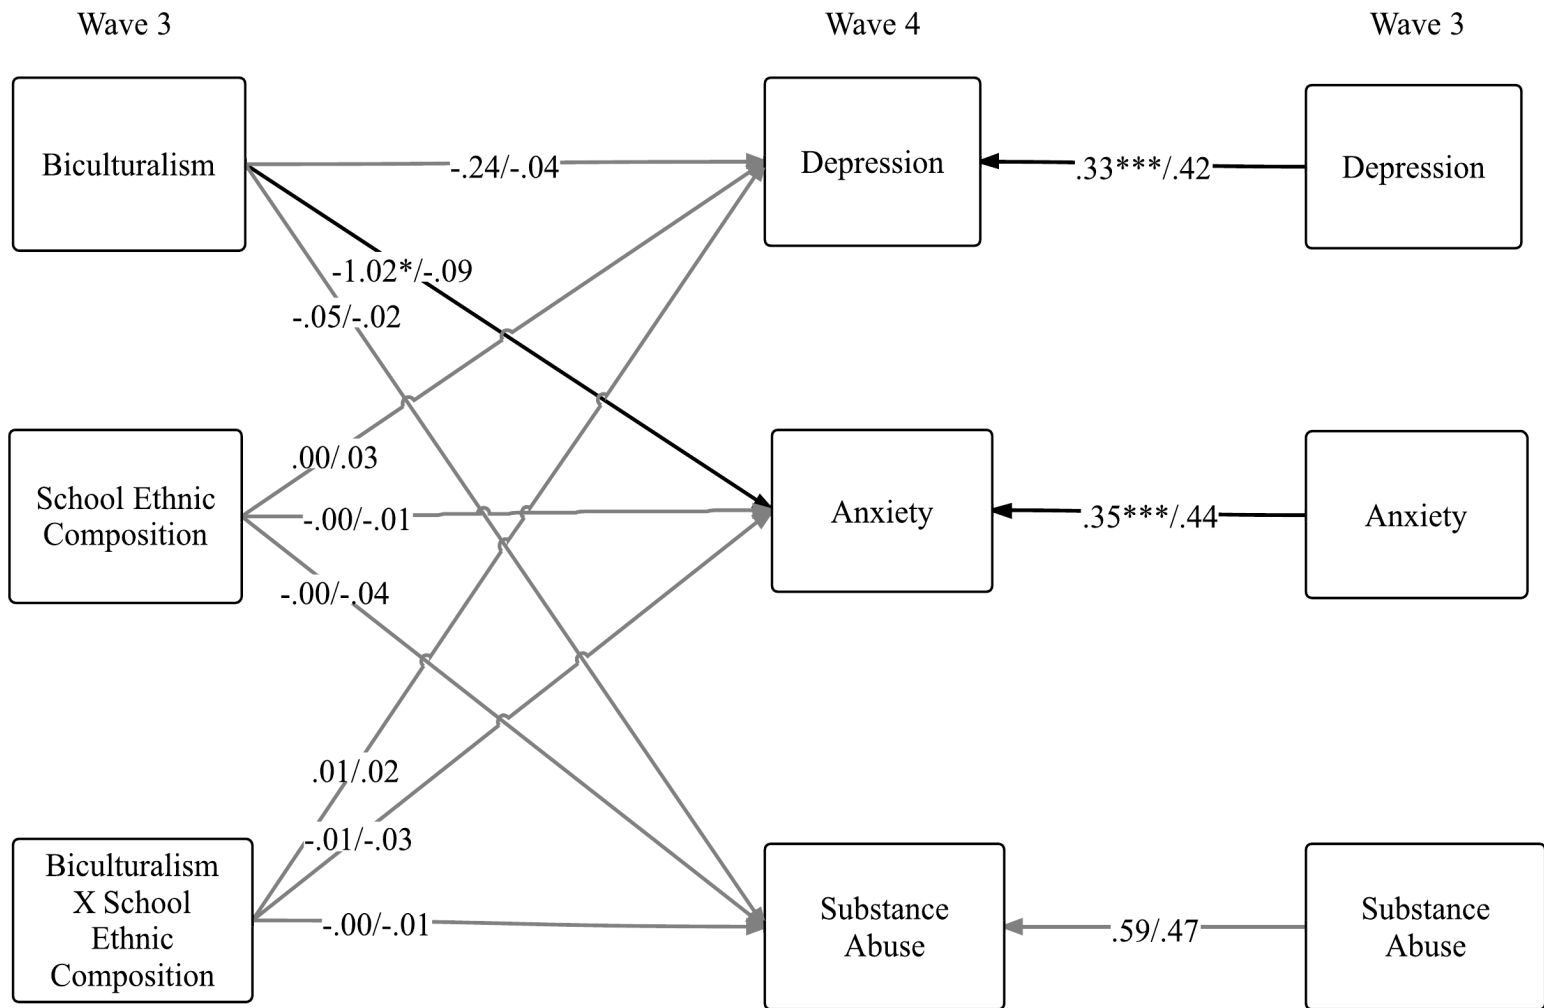 Wave 3
Wave 4
Wave 3
Biculturalism
-.24/-.04
Depression
.33***/.42
Depression
-1.02*/-.09
-.05/-.02
.00/.03
School Ethnic
Composition
-.00/-.01
Anxiety
.35***/.44
Anxiety
-.00/-.04
.01/.02
-.01/-.03
Biculturalism
X School
Ethnic
Composition
-.00/-.01
Substance
Abuse
.59/.47
Substance
Abuse